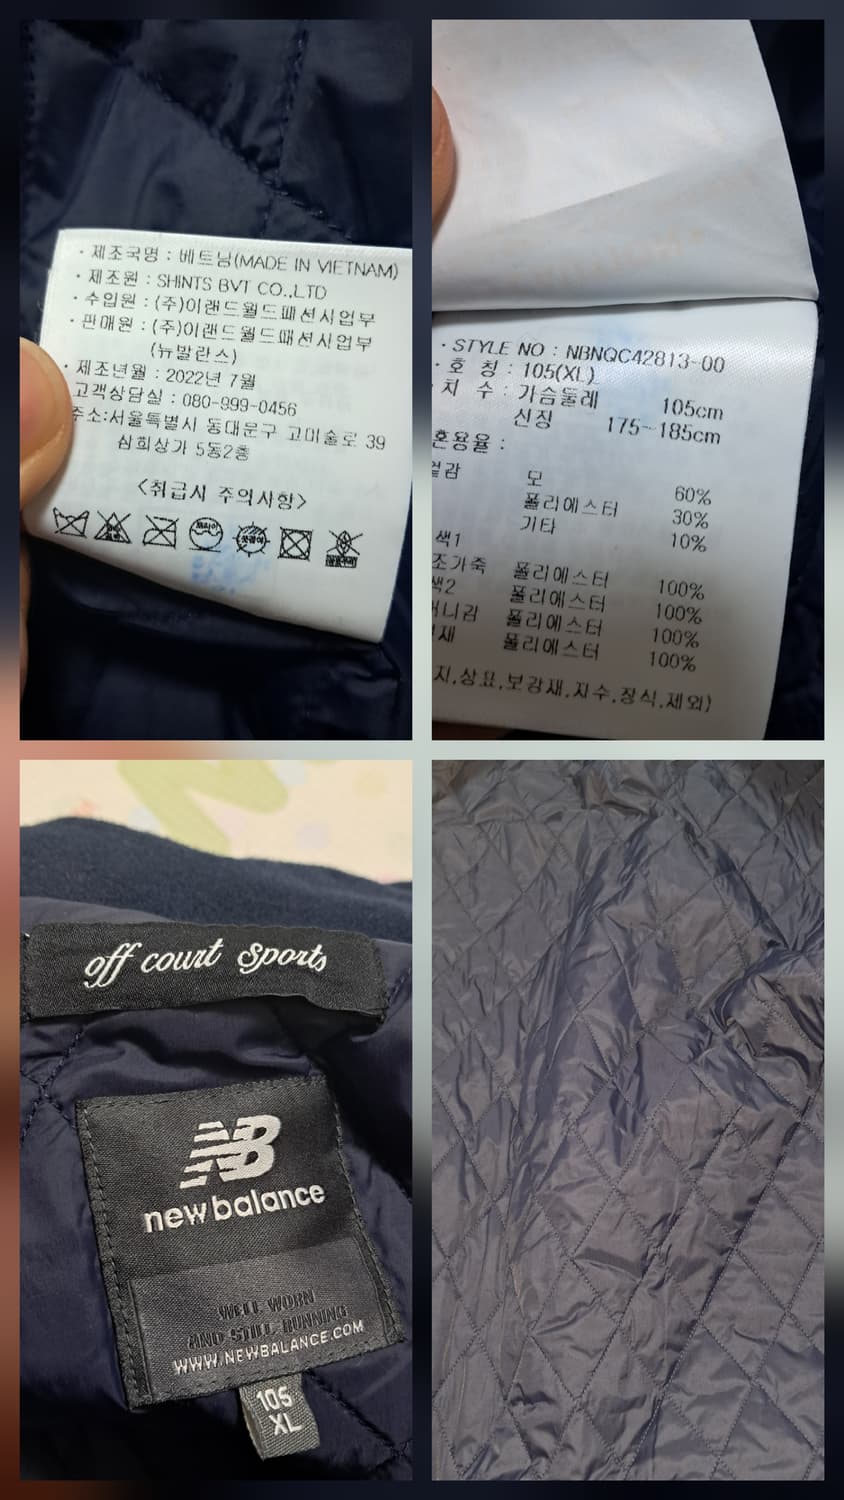 · 제조국명 : 베트남(MADE IN VIETNAM)
· 제조원 : SHINTS BVT CO.,LTD
· 수입원 : (주)이랜드월드패션사업부
· 판매원 : (주)이랜드월드패션사업부
(뉴발란스)
· 제조년월 : 2022년 7월
고객상담실 : 080-999-0456
주소:서울특별시 동대문구 고미술로 39
삼희상가 5동2층
<취급시 주의사항>
· STYLE NO : NBNQC42813-00
· 호 칭 : 105(XL)
치 수 : 가슴둘레 105cm
신장 175~185cm
혼용율 :
겉감 모 60%
폴리에스터 30%
기타 10%
색1
조가죽 폴리에스터 100%
색2 폴리에스터 100%
머니감 폴리에스터 100%
재 폴리에스터 100%
지,상표,보강재,자수,장식,제외)
off court Sports
NB
new balance
WELL WORN
AND STILL RUNNING
WWW.NEWBALANCE.COM
105
XL